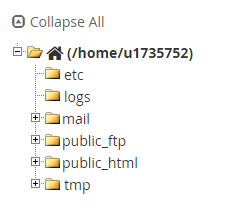 Collapse All
(/home/u1735752)
etc
logs
mail
public_ftp
public_html
tmp